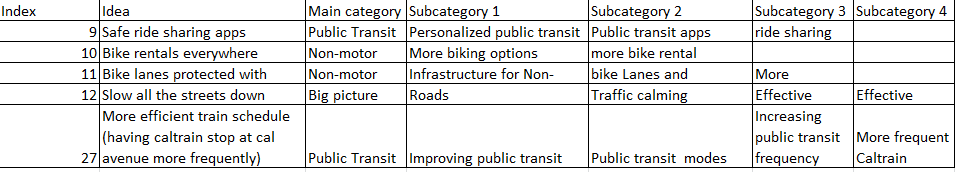 Index Idea Main category Subcategory 1 Subcategory 2 Subcategory 3 Subcategory 4
9 Safe ride sharing apps Public Transit Personalized public transit Public transit apps ride sharing
10 Bike rentals everywhere Non-motor More biking options more bike rental
11 Bike lanes protected with Non-motor Infrastructure for Non- bike Lanes and More
12 Slow all the streets down Big picture Roads Traffic calming Effective Effective
More efficient train schedule Increasing
(having caltrain stop at cal public transit More frequent
27 avenue more frequently) Public Transit Improving public transit Public transit modes frequency Caltrain